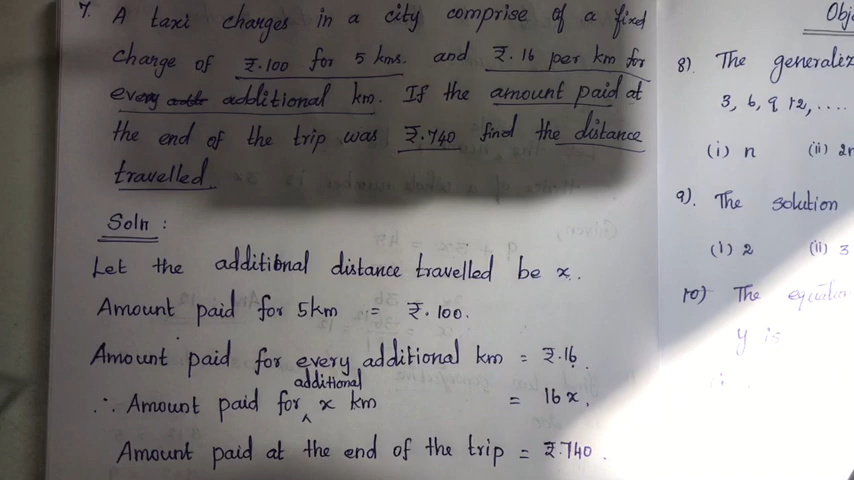 7. A taxi charges in a city comprise of a fixed
charge of ₹.100 for 5 kms. and ₹.16 per km for
every additional km. If the amount paid at
the end of the trip was ₹.740 find the distance
travelled.
Soln :
Let the additional distance travelled be x.
Amount paid for 5km = ₹.100.
Amount paid for every additional km = ₹.16.
additional
∴ Amount paid for ^ x km = 16x.
Amount paid at the end of the trip = ₹.740.
Obj
8). The generaliz
3, 6, 9, 12, ....
(i) n (ii) 2n
9). The solution
(i) 2 (ii) 3
10) The equation
y is